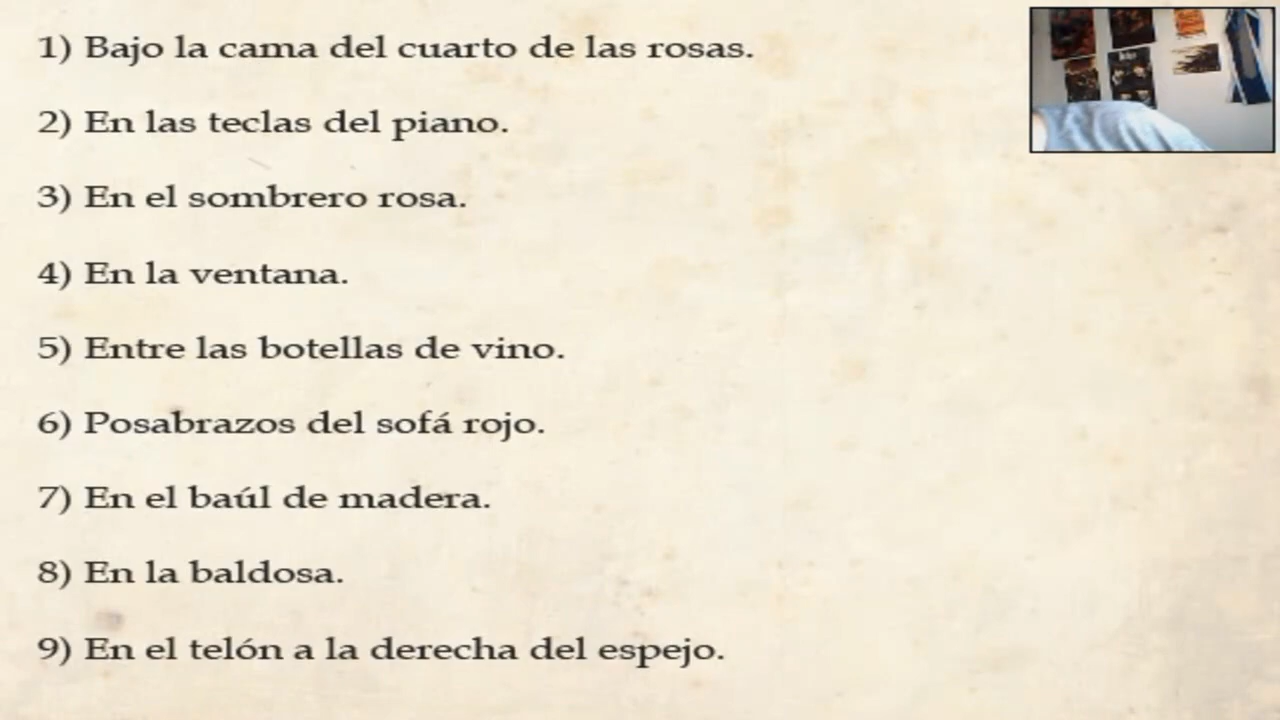 1) Bajo la cama del cuarto de las rosas.
2) En las teclas del piano.
3) En el sombrero rosa.
4) En la ventana.
5) Entre las botellas de vino.
6) Posabrazos del sofá rojo.
7) En el baúl de madera.
8) En la baldosa.
9) En el telón a la derecha del espejo.